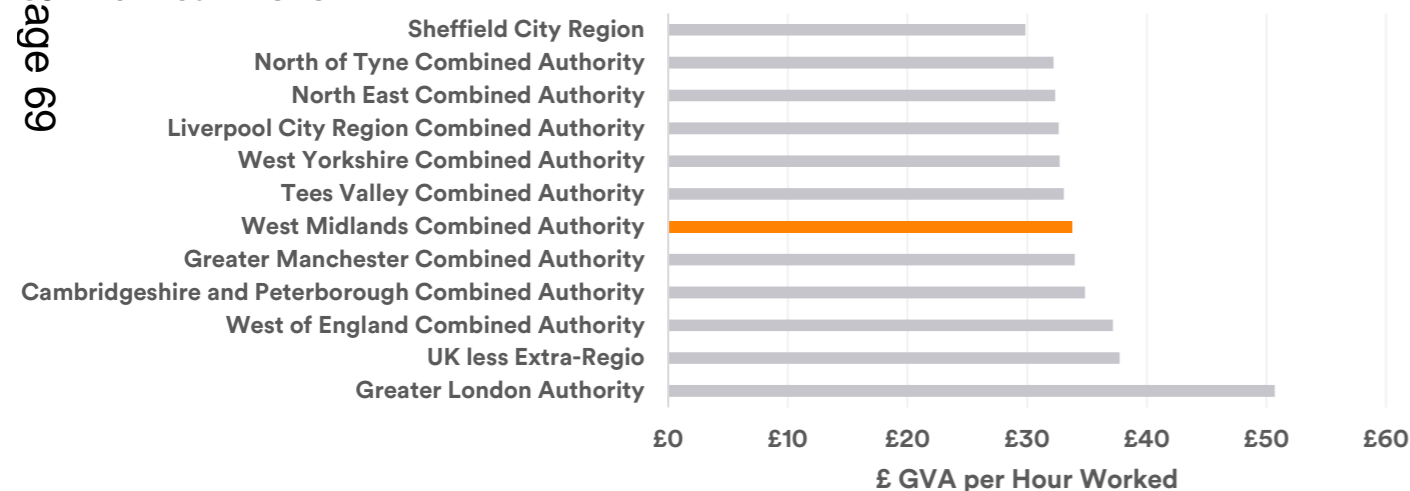 age 69
Sheffield City Region
North of Tyne Combined Authority
North East Combined Authority
Liverpool City Region Combined Authority
West Yorkshire Combined Authority
Tees Valley Combined Authority
West Midlands Combined Authority
Greater Manchester Combined Authority
Cambridgeshire and Peterborough Combined Authority
West of England Combined Authority
UK less Extra-Regio
Greater London Authority
£0 £10 £20 £30 £40 £50 £60
£ GVA per Hour Worked